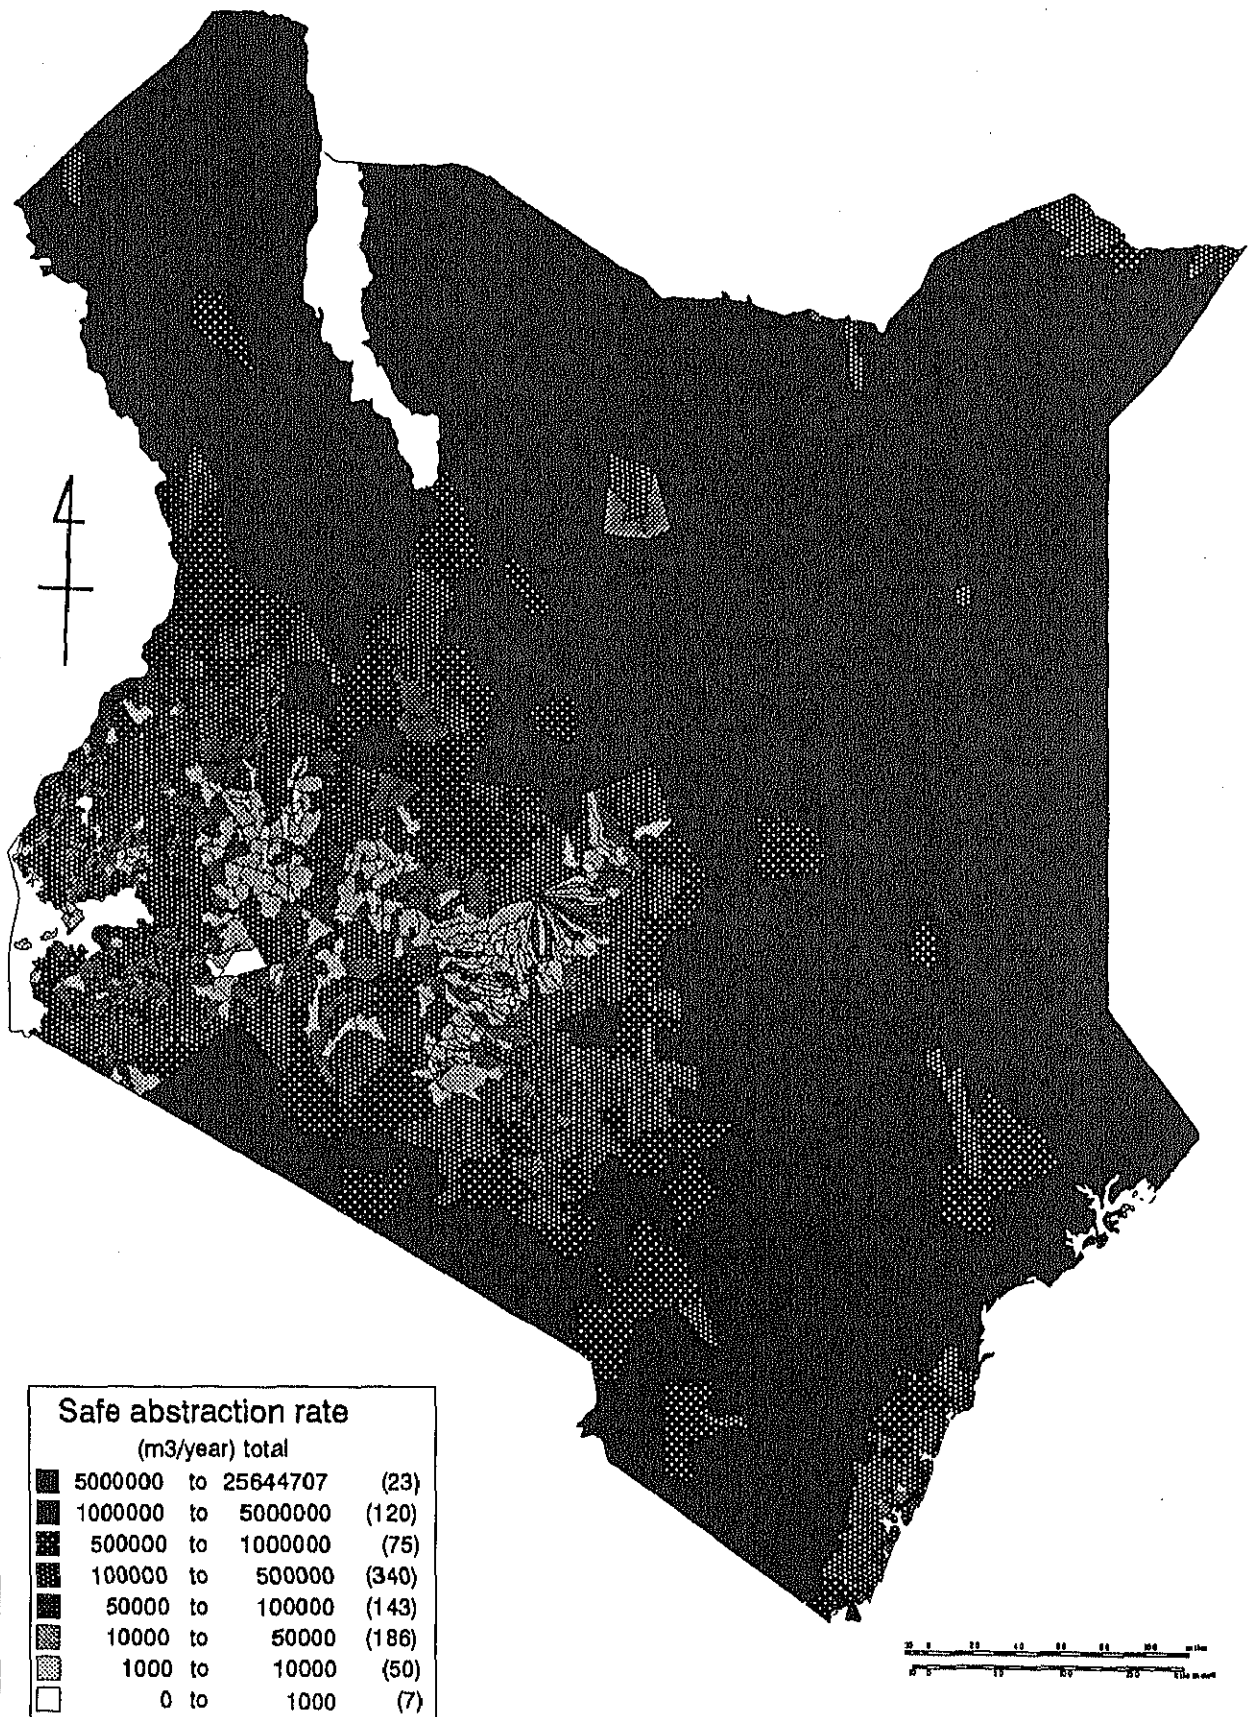 Safe abstraction rate
(m3/year) total
5000000 to 25644707 (23)
1000000 to 5000000 (120)
500000 to 1000000 (75)
100000 to 500000 (340)
50000 to 100000 (143)
10000 to 50000 (186)
1000 to 10000 (50)
0 to 1000 (7)